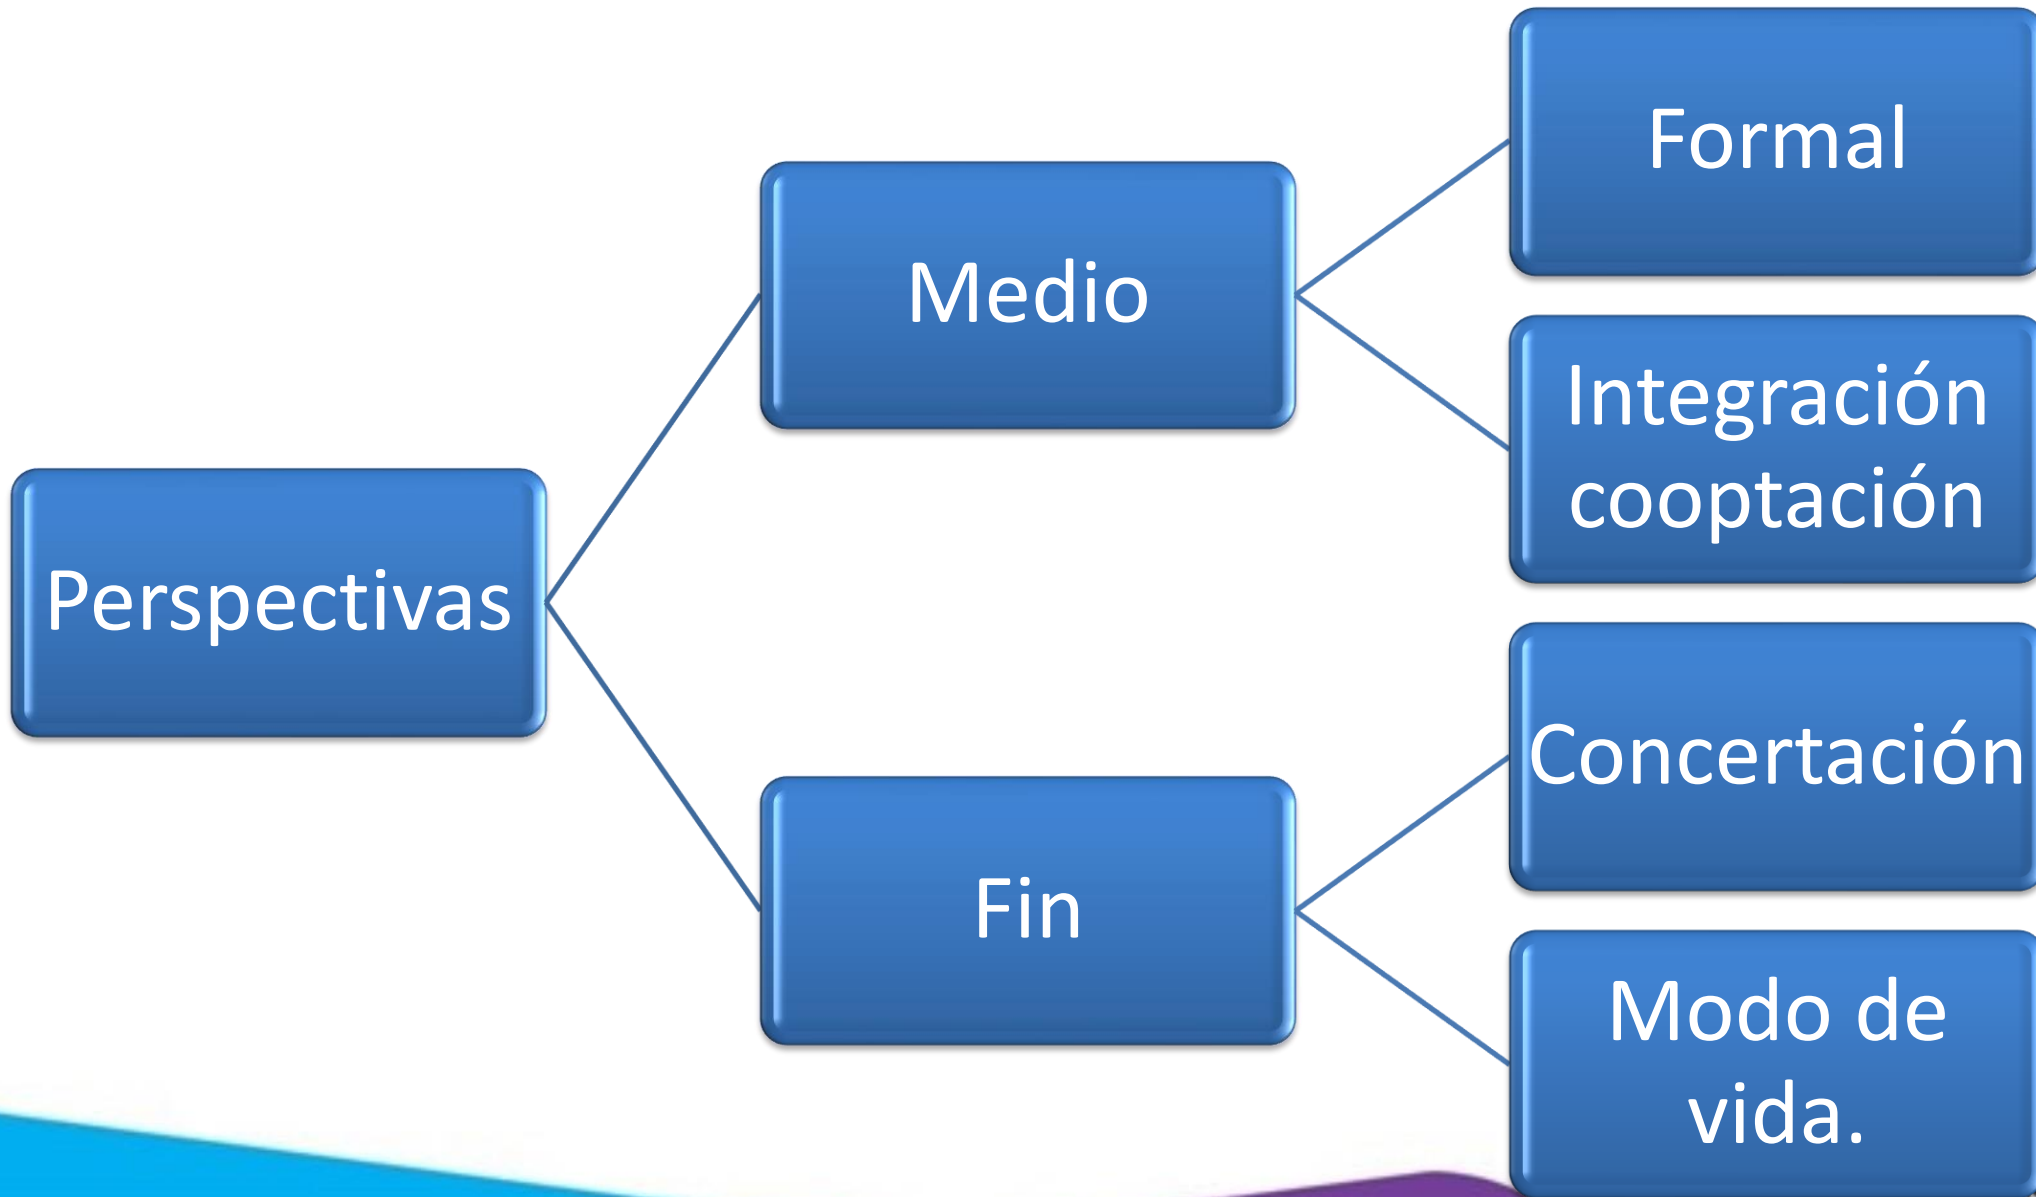 Perspectivas
Medio
Formal
Integración
cooptación
Fin
Concertación
Modo de
vida.